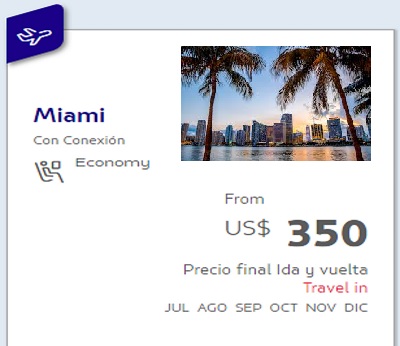 Miami
Con Conexión
Economy
From
US$ 350
Precio final Ida y vuelta
Travel in
JUL AGO SEP OCT NOV DIC